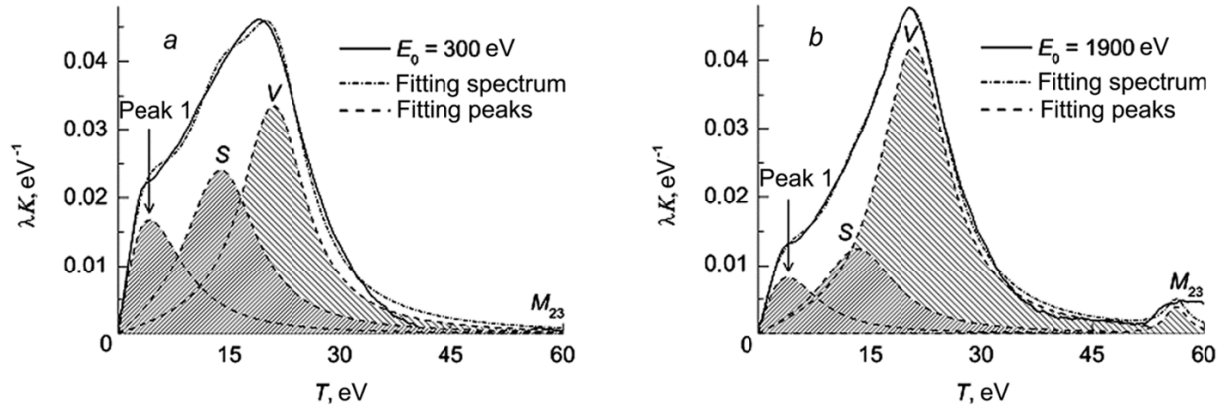 a
E₀ = 300 eV
Fitting spectrum
Fitting peaks
Peak 1
S
V
M₂₃
λK, eV⁻¹
0.04
0.03
0.02
0.01
0
0 15 30 45 60
T, eV
b
E₀ = 1900 eV
Fitting spectrum
Fitting peaks
Peak 1
S
V
M₂₃
λK, eV⁻¹
0.04
0.03
0.02
0.01
0
0 15 30 45 60
T, eV